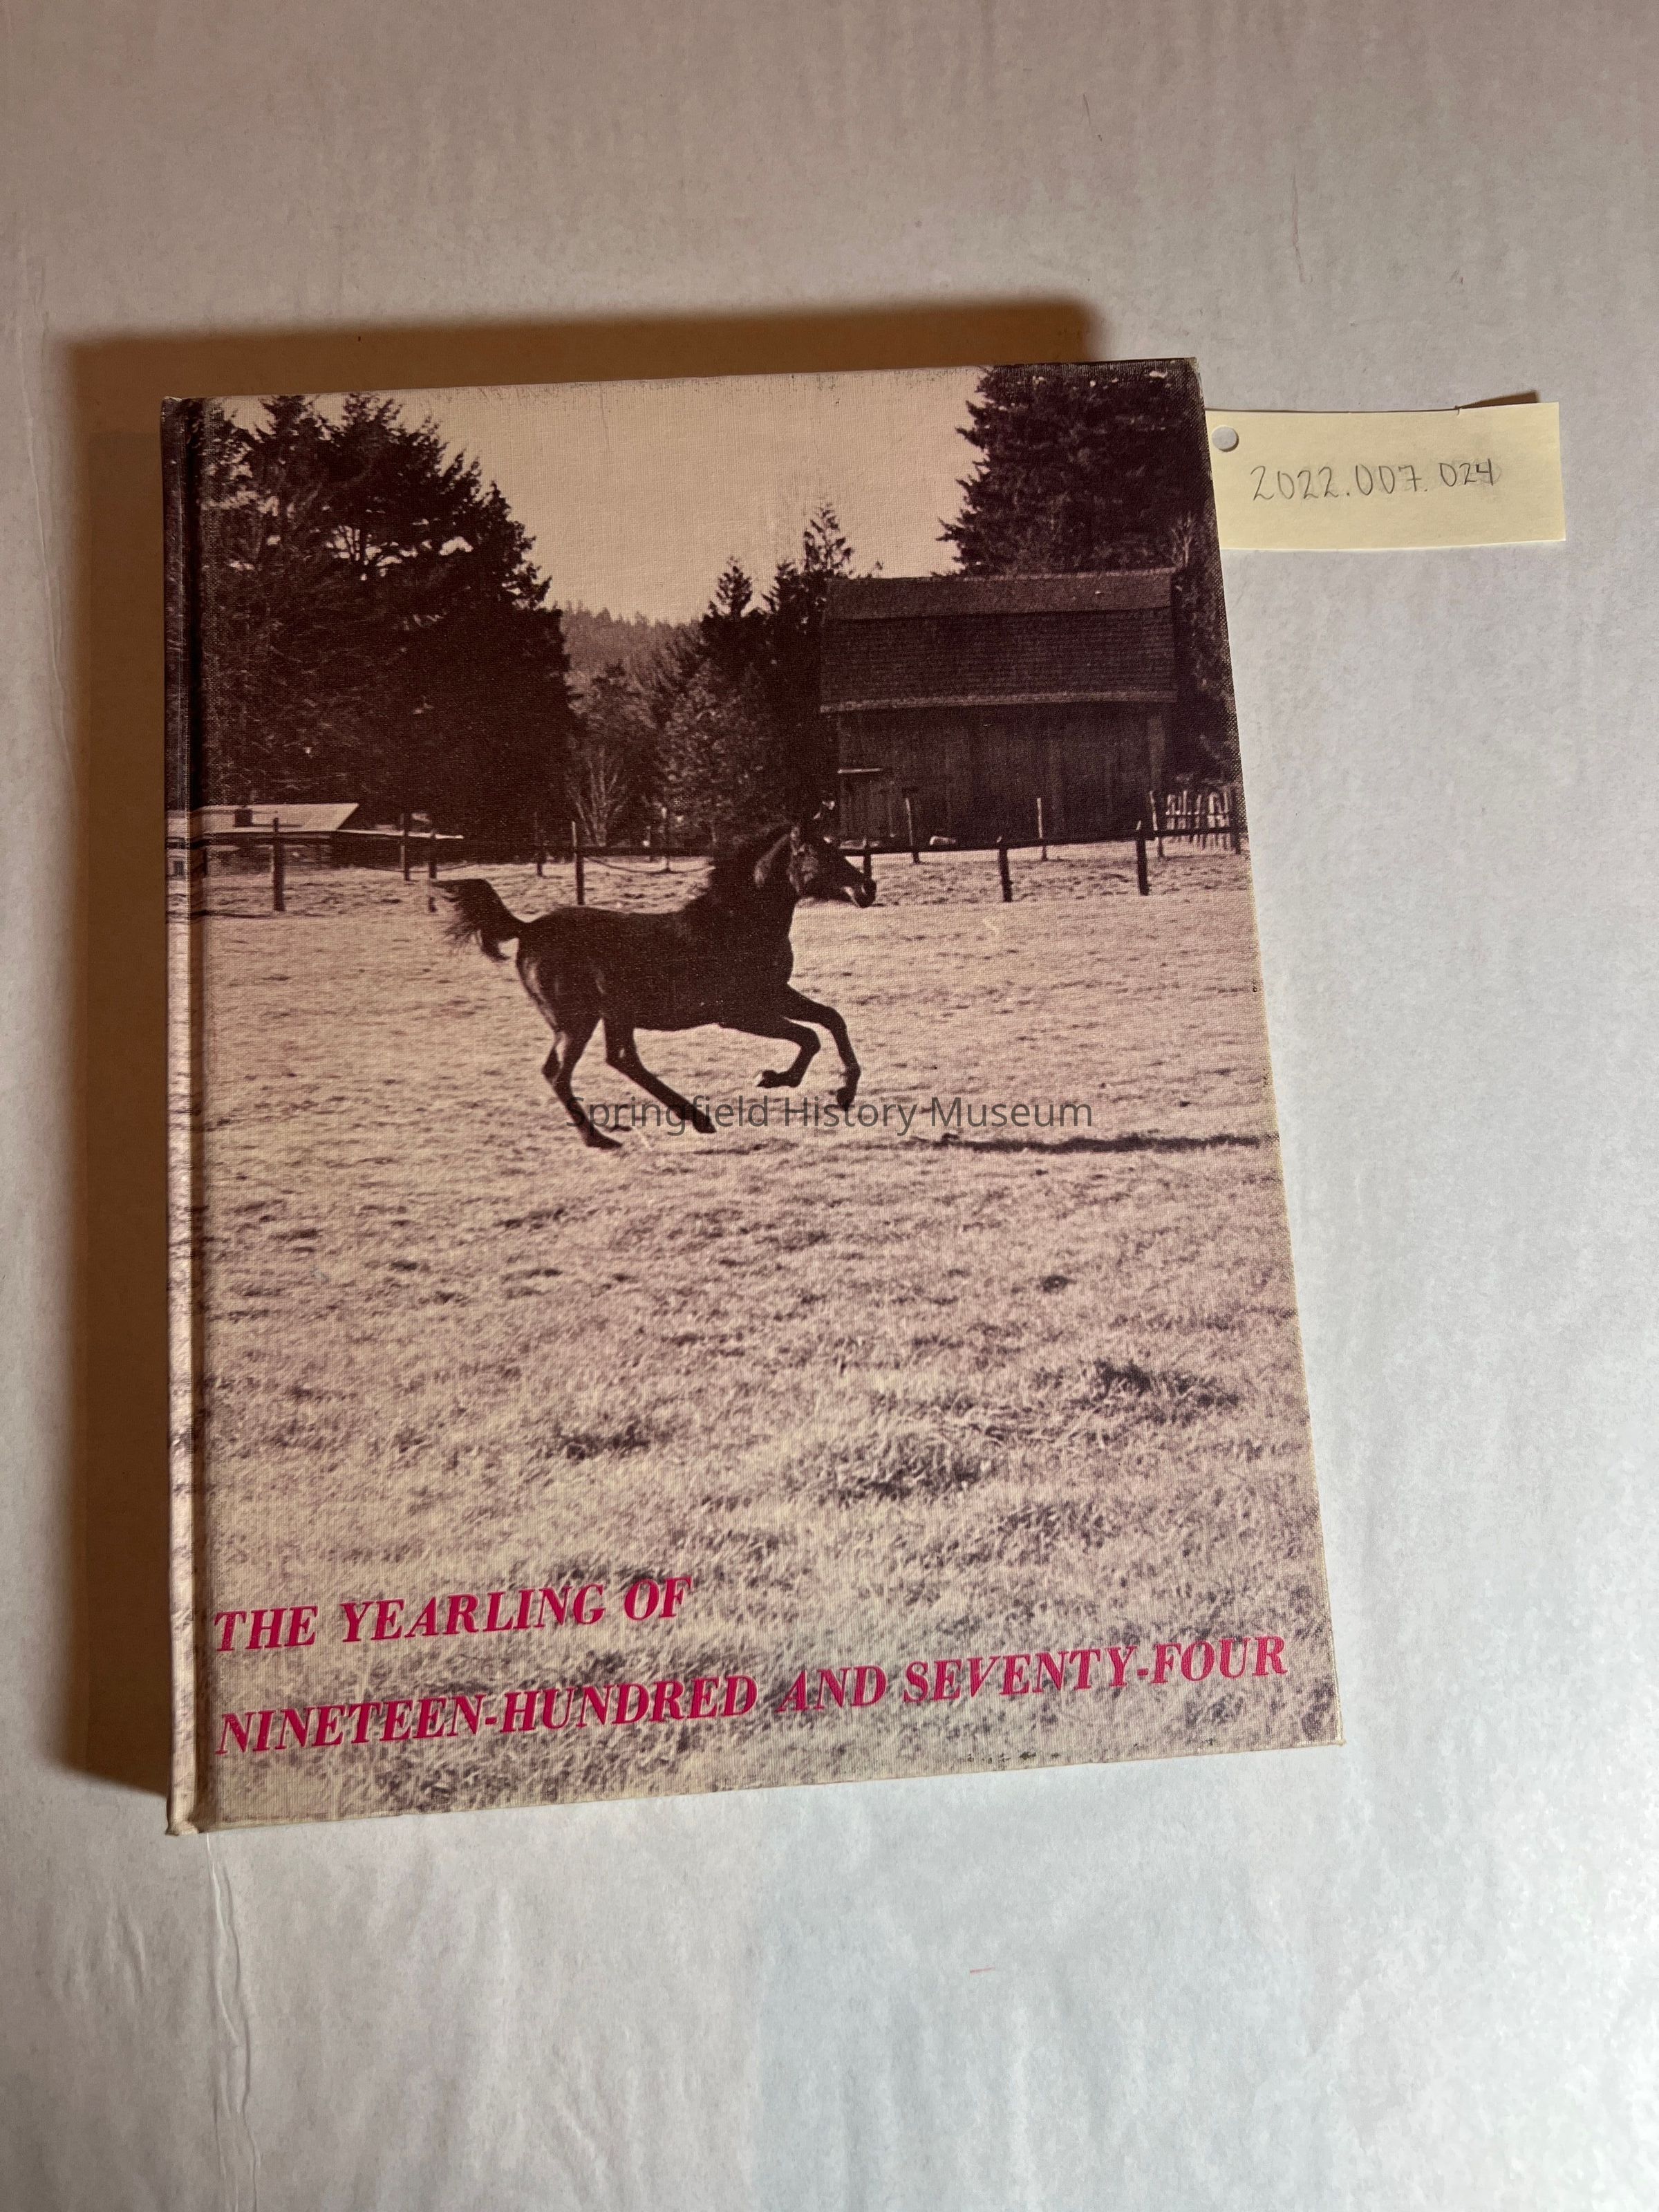 2022.007.024
Springfield History Museum
THE YEARLING OF
NINETEEN-HUNDRED AND SEVENTY-FOUR